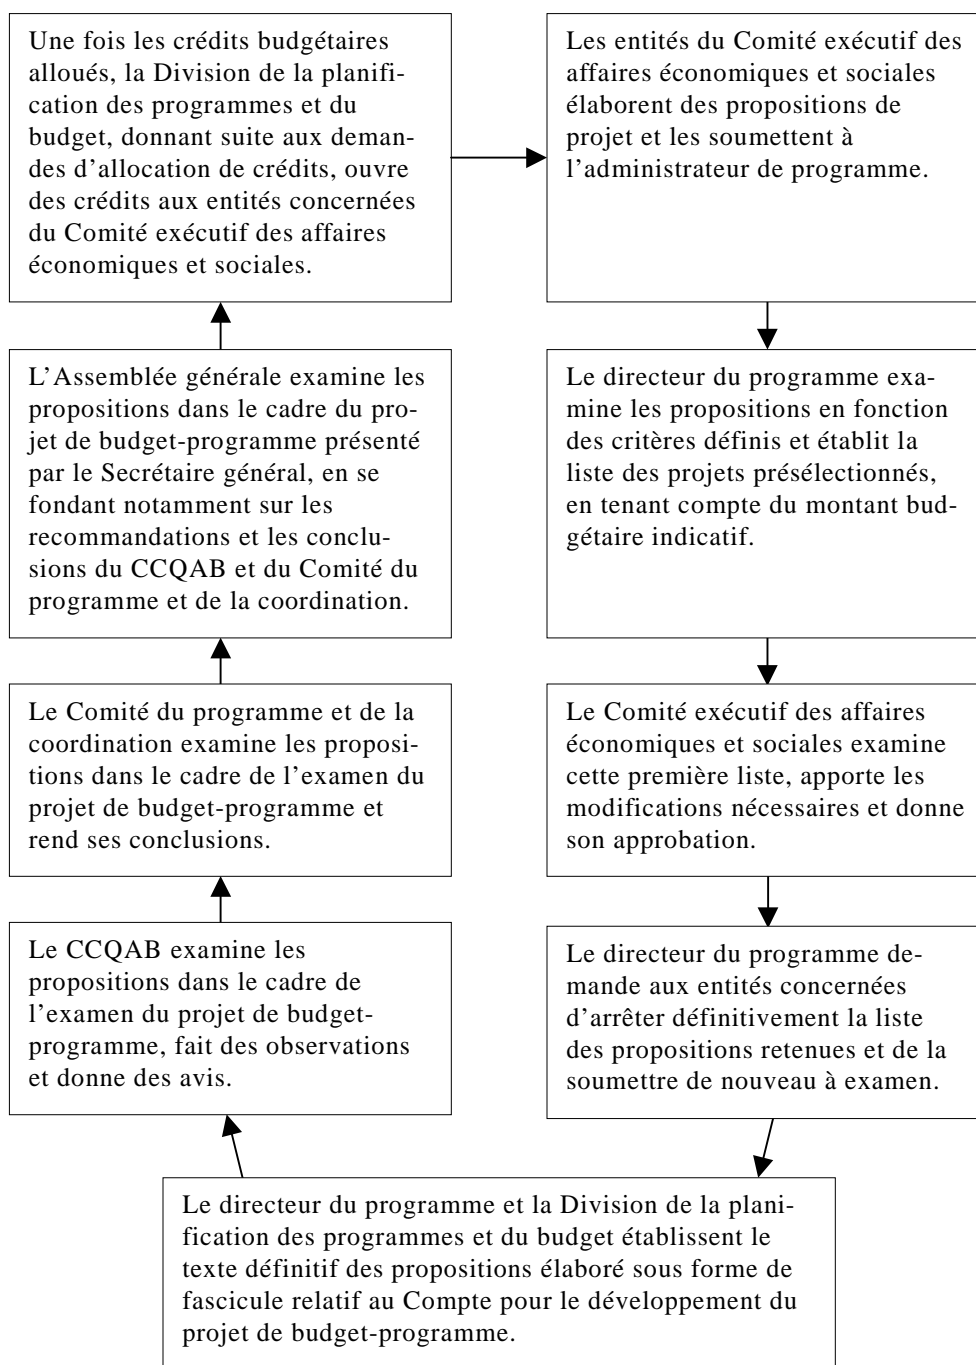 Une fois les crédits budgétaires
alloués, la Division de la planifi-
cation des programmes et du
budget, donnant suite aux deman-
des d’allocation de crédits, ouvre
des crédits aux entités concernées
du Comité exécutif des affaires
économiques et sociales.
Les entités du Comité exécutif des
affaires économiques et sociales
élaborent des propositions de
projet et les soumettent à
l’administrateur de programme.
L’Assemblée générale examine les
propositions dans le cadre du pro-
jet de budget-programme présenté
par le Secrétaire général, en se
fondant notamment sur les
recommandations et les conclu-
sions du CCQAB et du Comité du
programme et de la coordination.
Le directeur du programme exa-
mine les propositions en fonction
des critères définis et établit la
liste des projets présélectionnés,
en tenant compte du montant bud-
gétaire indicatif.
Le Comité du programme et de la
coordination examine les proposi-
tions dans le cadre de l’examen du
projet de budget-programme et
rend ses conclusions.
Le Comité exécutif des affaires
économiques et sociales examine
cette première liste, apporte les
modifications nécessaires et donne
son approbation.
Le CCQAB examine les
propositions dans le cadre de
l’examen du projet de budget-
programme, fait des observations
et donne des avis.
Le directeur du programme de-
mande aux entités concernées
d’arrêter définitivement la liste
des propositions retenues et de la
soumettre de nouveau à examen.
Le directeur du programme et la Division de la plani-
fication des programmes et du budget établissent le
texte définitif des propositions élaboré sous forme de
fascicule relatif au Compte pour le développement du
projet de budget-programme.